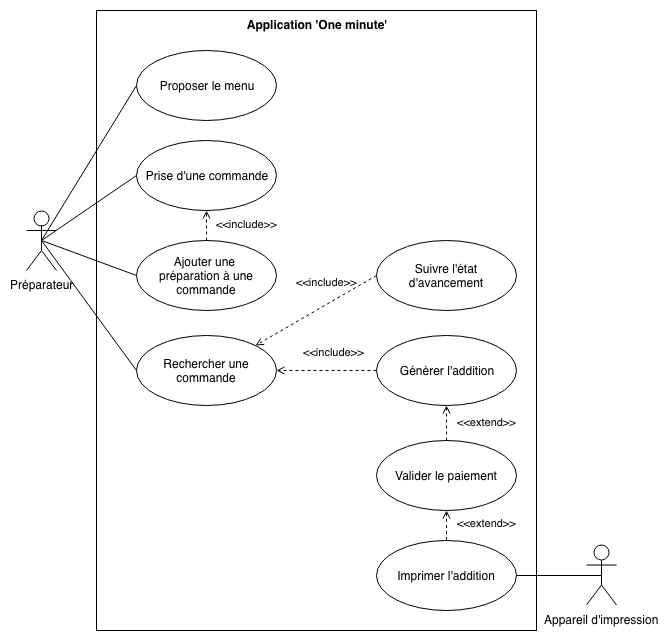 Application 'One minute'
Proposer le menu
Prise d'une commande
<<include>>
Préparateur
Ajouter une
préparation à une
commande
<<include>>
Suivre l'état
d'avancement
Rechercher une
commande
<<include>>
Générer l'addition
<<extend>>
Valider le paiement
<<extend>>
Imprimer l'addition
Appareil d'impression